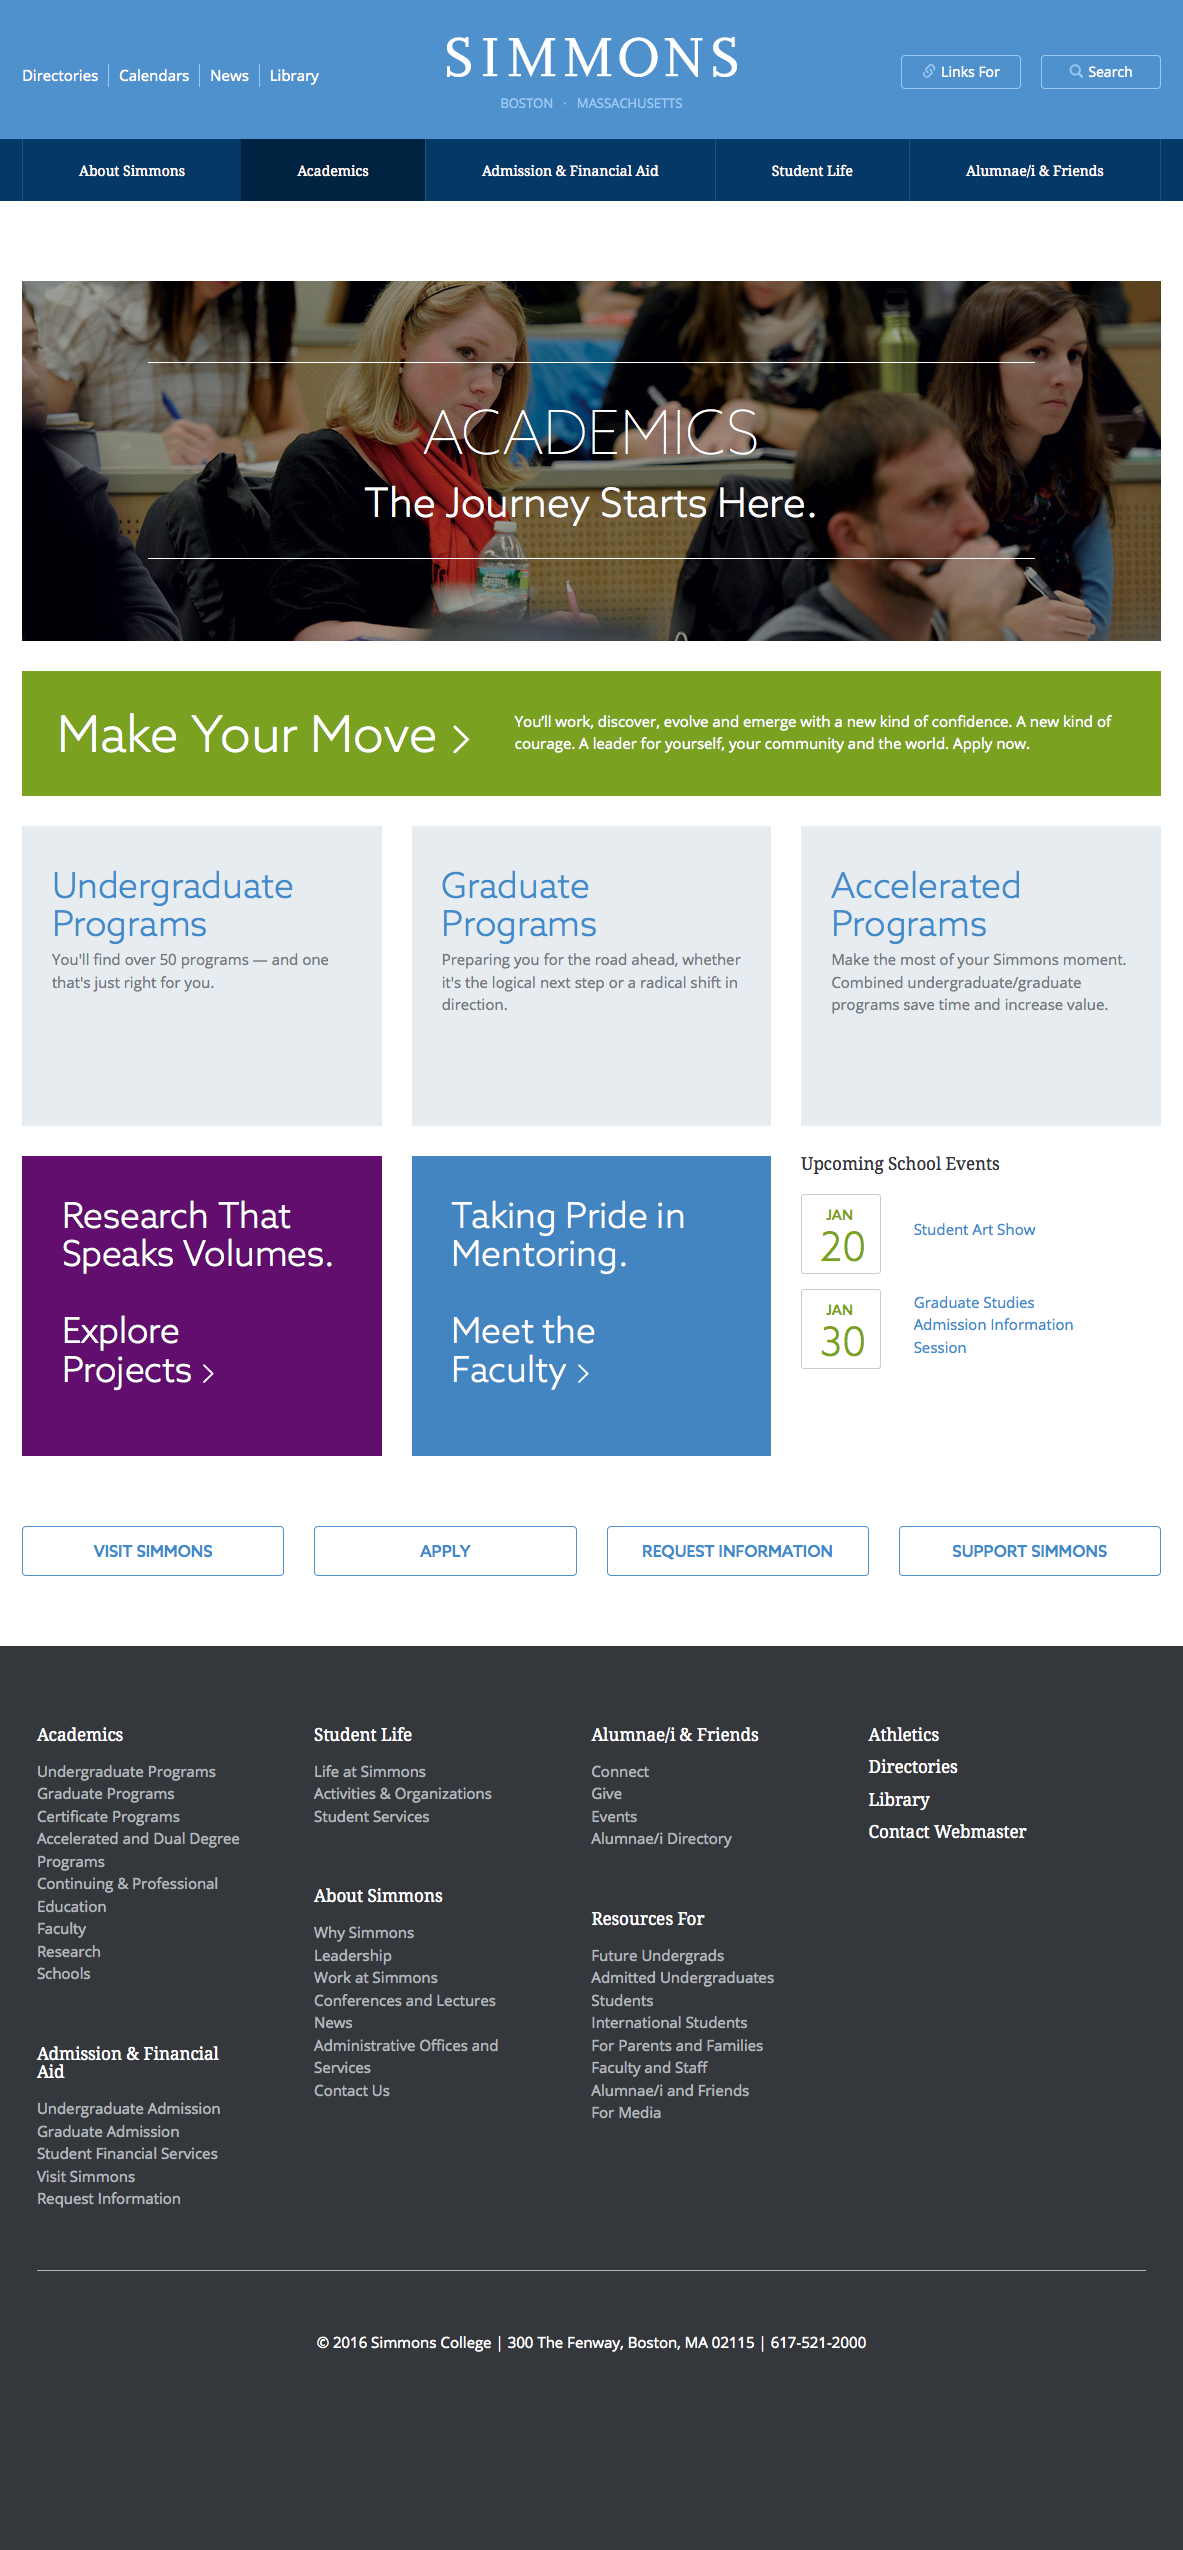 Directories
Calendars
News
Library
SIMMONS
BOSTON · MASSACHUSETTS
Links For
Search
About Simmons
Academics
Admission & Financial Aid
Student Life
Alumnae/i & Friends
ACADEMICS
The Journey Starts Here.
Spring
Make Your Move >
You'll work, discover, evolve and emerge with a new kind of confidence. A new kind of
courage. A leader for yourself, your community and the world. Apply now.
Undergraduate
Programs
You'll find over 50 programs — and one
that's just right for you.
Graduate
Programs
Preparing you for the road ahead, whether
it's the logical next step or a radical shift in
direction.
Accelerated
Programs
Make the most of your Simmons moment.
Combined undergraduate/graduate
programs save time and increase value.
Research That
Speaks Volumes.
Explore
Projects >
Taking Pride in
Mentoring.
Meet the
Faculty >
Upcoming School Events
JAN
20
Student Art Show
JAN
30
Graduate Studies
Admission Information
Session
VISIT SIMMONS
APPLY
REQUEST INFORMATION
SUPPORT SIMMONS
Academics
Undergraduate Programs
Graduate Programs
Certificate Programs
Accelerated and Dual Degree
Programs
Continuing & Professional
Education
Faculty
Research
Schools
Admission & Financial
Aid
Undergraduate Admission
Graduate Admission
Student Financial Services
Visit Simmons
Request Information
Student Life
Life at Simmons
Activities & Organizations
Student Services
About Simmons
Why Simmons
Leadership
Work at Simmons
Conferences and Lectures
News
Administrative Offices and
Services
Contact Us
Alumnae/i & Friends
Connect
Give
Events
Alumnae/i Directory
Resources For
Future Undergrads
Admitted Undergraduates
Students
International Students
For Parents and Families
Faculty and Staff
Alumnae/i and Friends
For Media
Athletics
Directories
Library
Contact Webmaster
© 2016 Simmons College | 300 The Fenway, Boston, MA 02115 | 617-521-2000